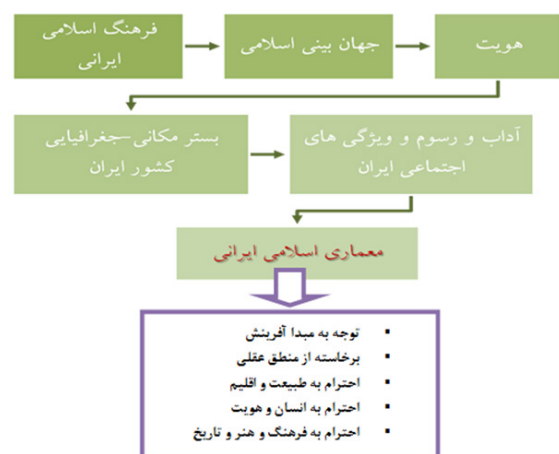 فرهنگ اسلامی
ایرانی
جهان بینی اسلامی
هویت
بستر مکانی-جغرافیایی
کشور ایران
آداب و رسوم و ویژگی های
اجتماعی ایران
معماری اسلامی ایرانی
▪ توجه به مبدا آفرینش
▪ برخاسته از منطق عقلی
▪ احترام به طبیعت و اقلیم
▪ احترام به انسان و هویت
▪ احترام به فرهنگ و هنر و تاریخ